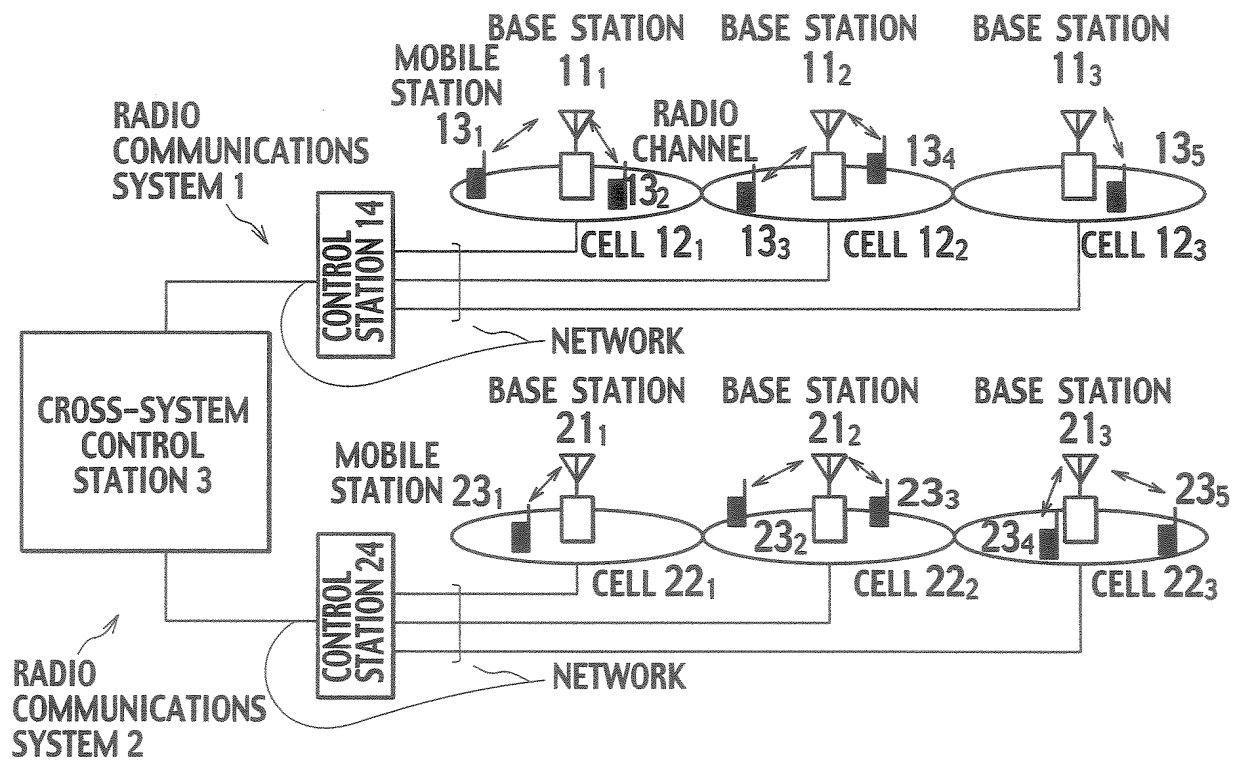 BASE STATION
11₁
BASE STATION
11₂
BASE STATION
11₃
MOBILE
STATION
13₁
RADIO
COMMUNICATIONS
SYSTEM 1
RADIO
CHANNEL
13₂
13₃
13₄
13₅
CELL 12₁
CELL 12₂
CELL 12₃
CONTROL
STATION 14
NETWORK
CROSS-SYSTEM
CONTROL
STATION 3
BASE STATION
21₁
BASE STATION
21₂
BASE STATION
21₃
MOBILE
STATION 23₁
23₂
23₃
23₄
23₅
CELL 22₁
CELL 22₂
CELL 22₃
CONTROL
STATION 24
NETWORK
RADIO
COMMUNICATIONS
SYSTEM 2